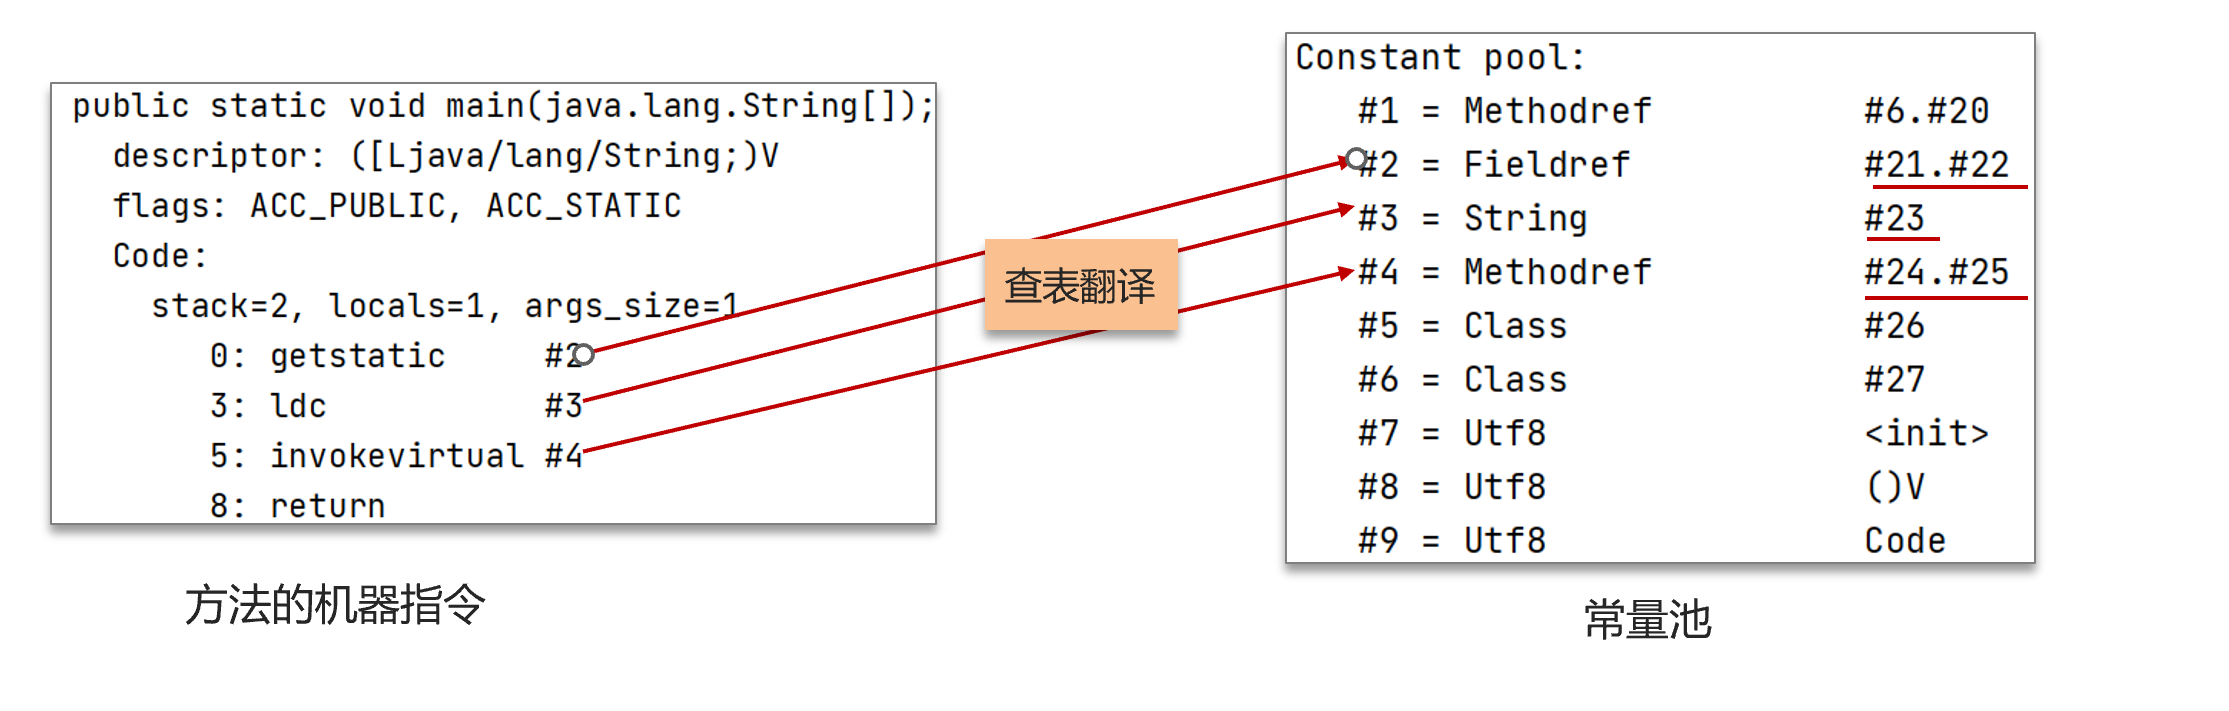 public static void main(java.lang.String[]);
descriptor: ([Ljava/lang/String;)V
flags: ACC_PUBLIC, ACC_STATIC
Code:
stack=2, locals=1, args_size=1
0: getstatic #2
3: ldc #3
5: invokevirtual #4
8: return
方法的机器指令
查表翻译
Constant pool:
#1 = Methodref #6.#20
#2 = Fieldref #21.#22
#3 = String #23
#4 = Methodref #24.#25
#5 = Class #26
#6 = Class #27
#7 = Utf8 <init>
#8 = Utf8 ()V
#9 = Utf8 Code
常量池